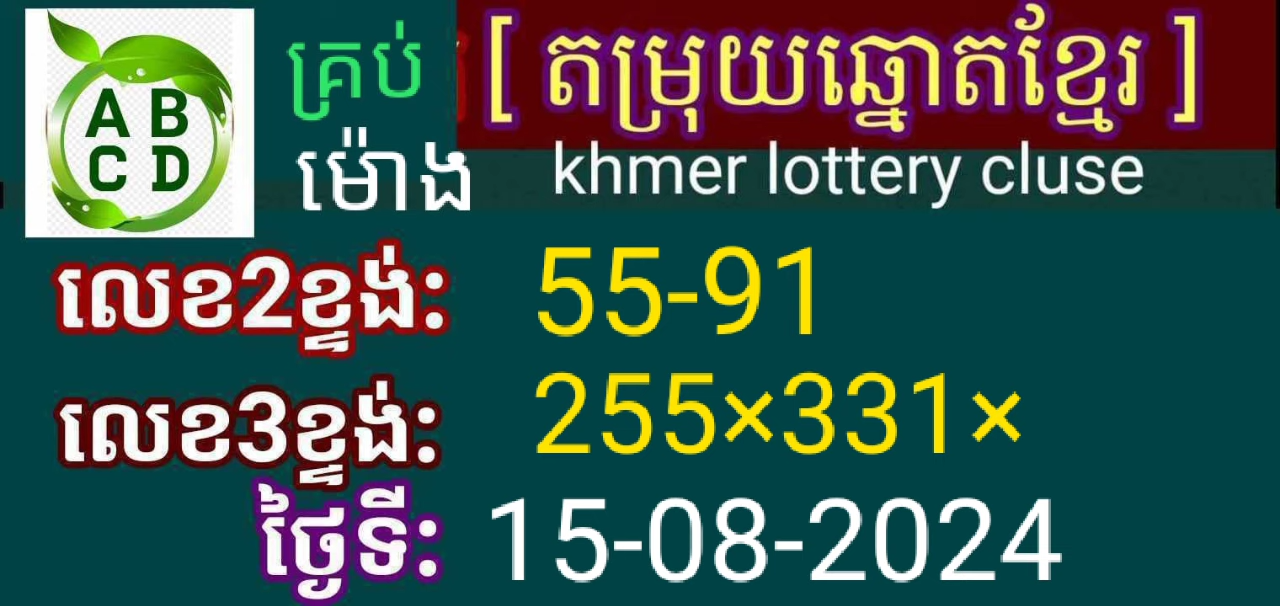 A B
C D
គ្រប់
ម៉ោង
[ តម្រុយឆ្នោតខ្មែរ ]
khmer lottery cluse
លេខ2ខ្ទង់: 55-91
លេខ3ខ្ទង់: 255×331×
ថ្ងៃទី: 15-08-2024